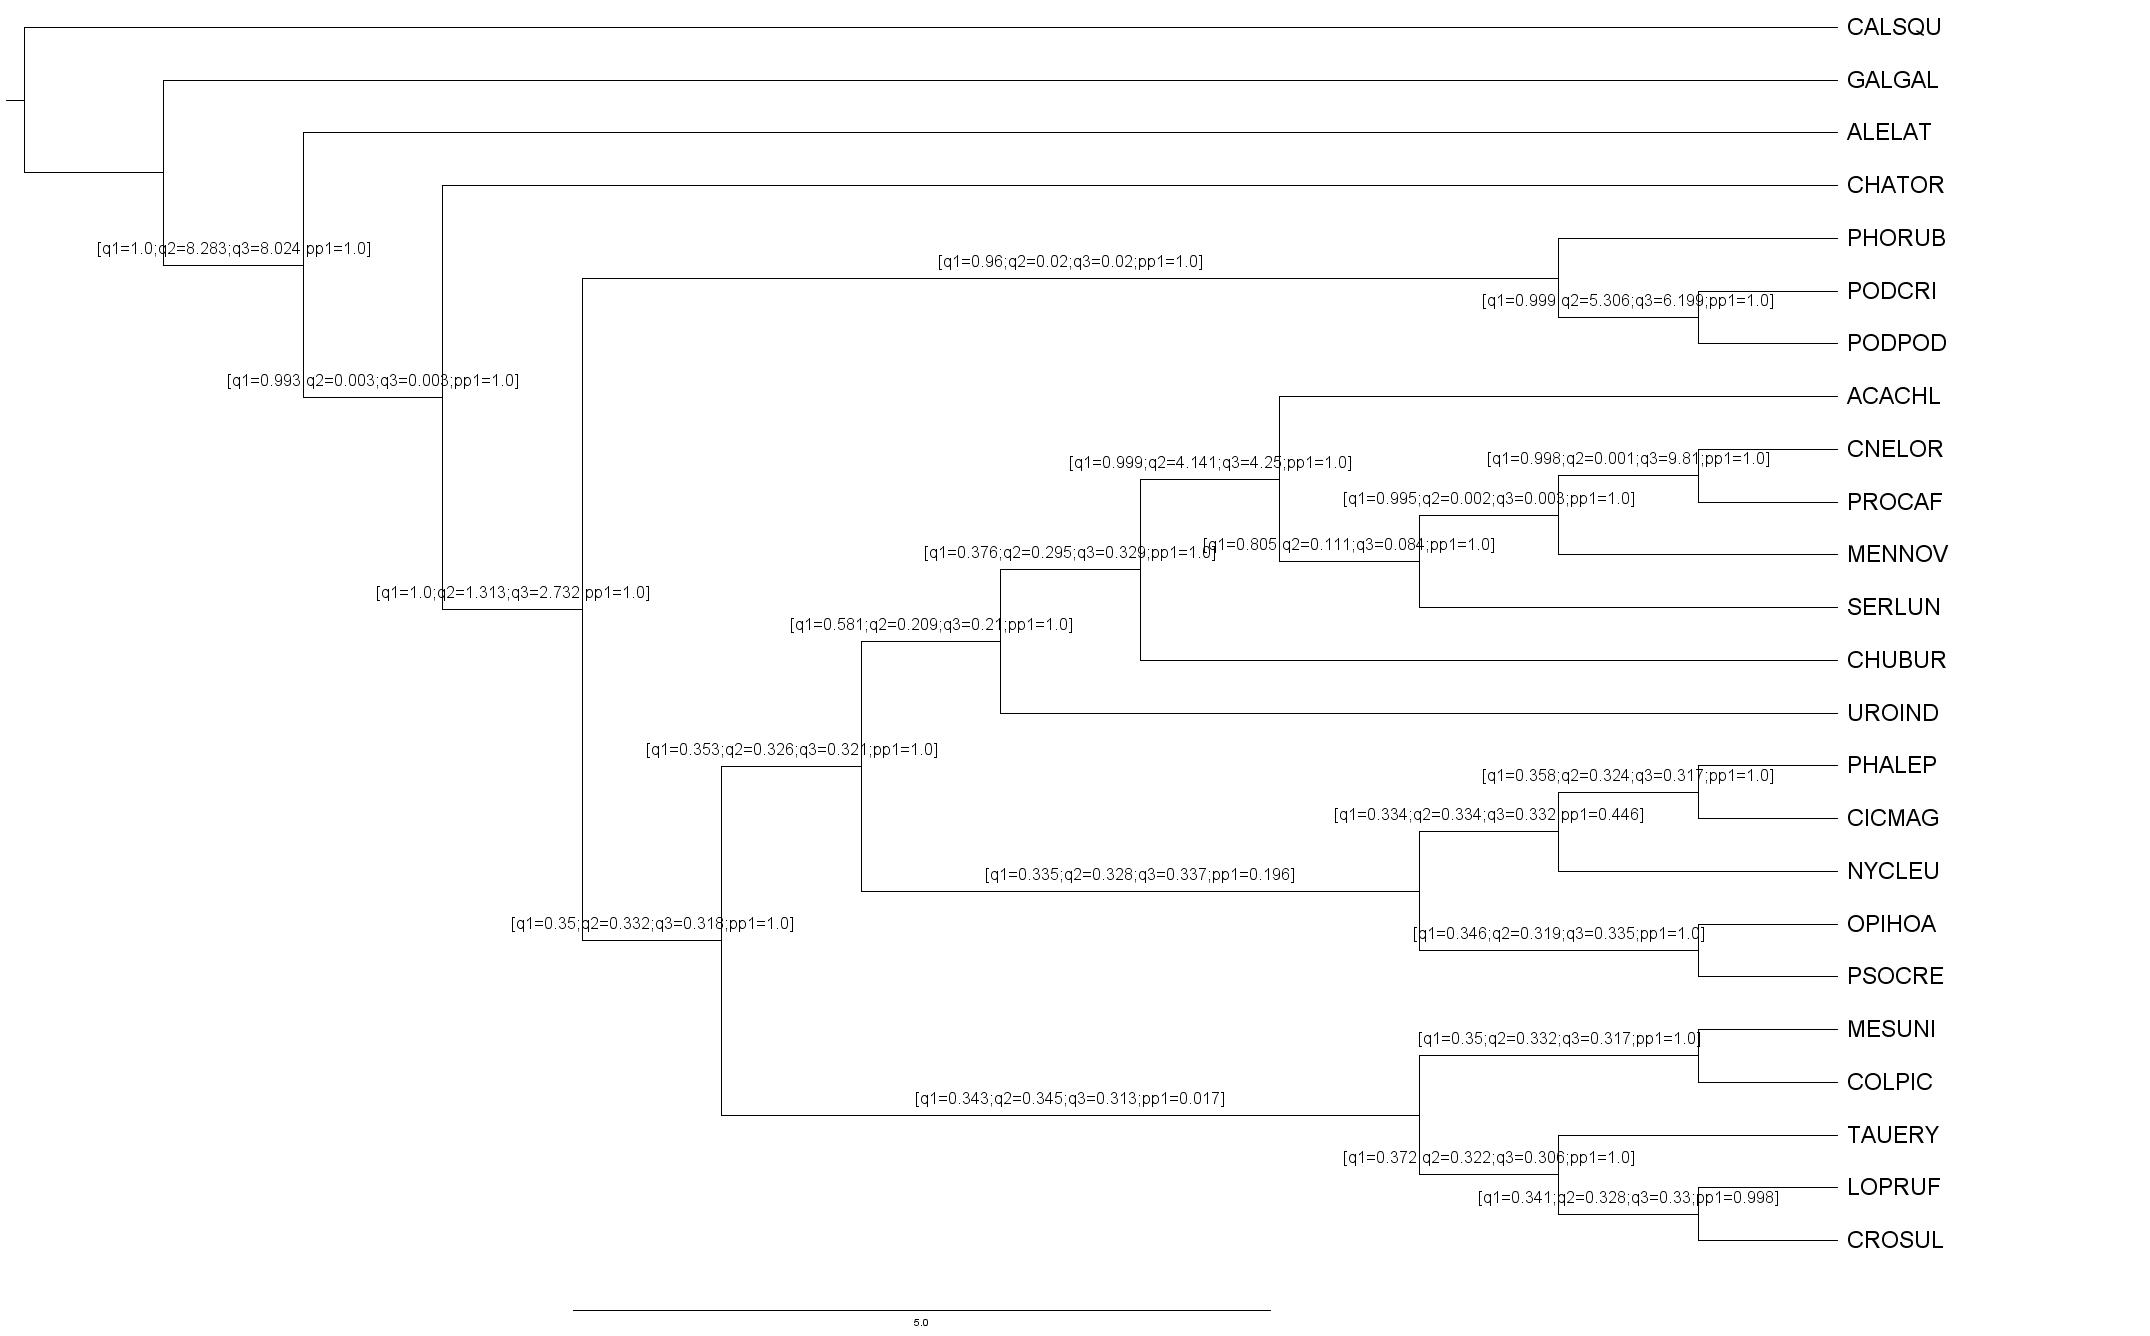 CALSQU
GALGAL
ALELAT
CHATOR
PHORUB
[q1=1.0;q2=8.283;q3=8.024;pp1=1.0]
[q1=0.96;q2=0.02;q3=0.02;pp1=1.0]
PODCRI
[q1=0.999;q2=5.306;q3=6.199;pp1=1.0]
PODPOD
[q1=0.993;q2=0.003;q3=0.003;pp1=1.0]
ACACHL
CNELOR
[q1=0.998;q2=0.001;q3=9.81;pp1=1.0]
[q1=0.999;q2=4.141;q3=4.25;pp1=1.0]
[q1=0.995;q2=0.002;q3=0.003;pp1=1.0]
PROCAF
[q1=0.805;q2=0.111;q3=0.084;pp1=1.0]
[q1=0.376;q2=0.295;q3=0.329;pp1=1.0]
MENNOV
[q1=1.0;q2=1.313;q3=2.732;pp1=1.0]
SERLUN
[q1=0.581;q2=0.209;q3=0.21;pp1=1.0]
CHUBUR
UROIND
[q1=0.353;q2=0.326;q3=0.321;pp1=1.0]
PHALEP
[q1=0.358;q2=0.324;q3=0.317;pp1=1.0]
[q1=0.334;q2=0.334;q3=0.332;pp1=0.446]
CICMAG
[q1=0.335;q2=0.328;q3=0.337;pp1=0.196]
NYCLEU
[q1=0.35;q2=0.332;q3=0.318;pp1=1.0]
OPIHOA
[q1=0.346;q2=0.319;q3=0.335;pp1=1.0]
PSOCRE
MESUNI
[q1=0.35;q2=0.332;q3=0.317;pp1=1.0]
COLPIC
[q1=0.343;q2=0.345;q3=0.313;pp1=0.017]
TAUERY
[q1=0.372;q2=0.322;q3=0.306;pp1=1.0]
LOPRUF
[q1=0.341;q2=0.328;q3=0.33;pp1=0.998]
CROSUL
5.0